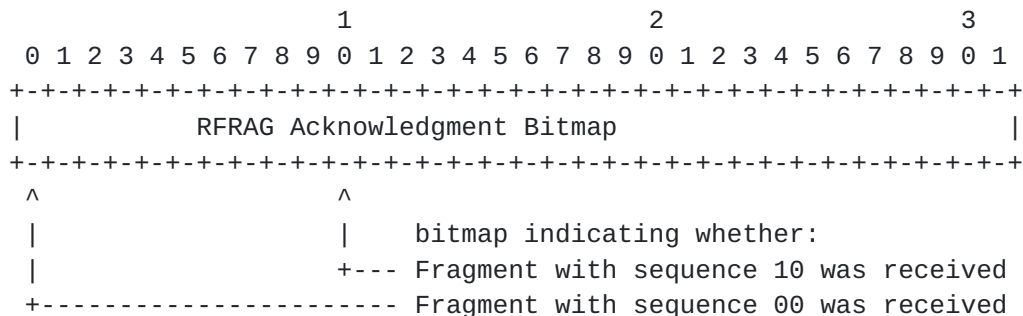 1                   2                   3
 0 1 2 3 4 5 6 7 8 9 0 1 2 3 4 5 6 7 8 9 0 1 2 3 4 5 6 7 8 9 0 1
+-+-+-+-+-+-+-+-+-+-+-+-+-+-+-+-+-+-+-+-+-+-+-+-+-+-+-+-+-+-+-+-+
|           RFRAG Acknowledgment Bitmap                         |
+-+-+-+-+-+-+-+-+-+-+-+-+-+-+-+-+-+-+-+-+-+-+-+-+-+-+-+-+-+-+-+-+
 ^                   ^
 |                   |    bitmap indicating whether:
 |                   +--- Fragment with sequence 10 was received
 +----------------------- Fragment with sequence 00 was received